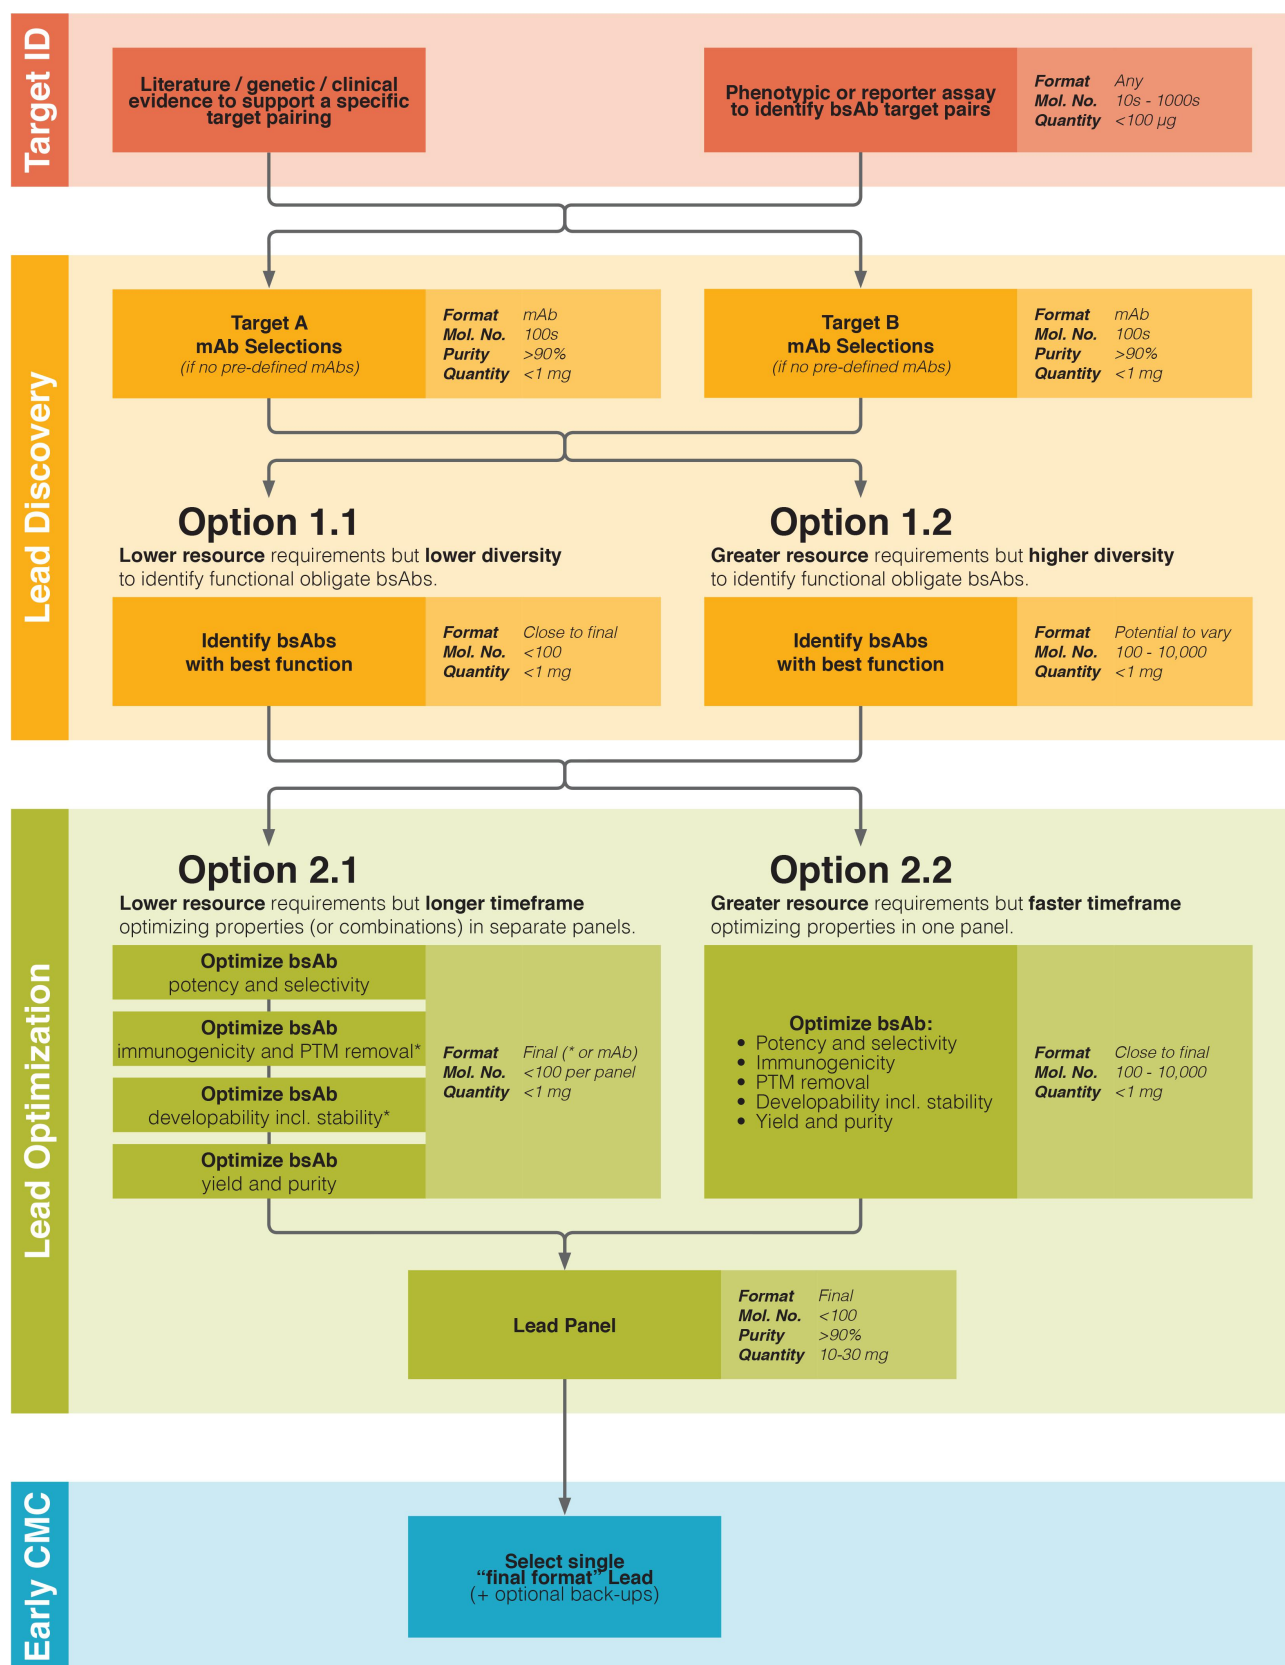 Target ID
Literature / genetic / clinical
evidence to support a specific
target pairing
Phenotypic or reporter assay
to identify bsAb target pairs
Format Any
Mol. No. 10s - 1000s
Quantity <100 µg
Lead Discovery
Target A
mAb Selections
(if no pre-defined mAbs)
Format mAb
Mol. No. 100s
Purity >90%
Quantity <1 mg
Target B
mAb Selections
(if no pre-defined mAbs)
Format mAb
Mol. No. 100s
Purity >90%
Quantity <1 mg
Option 1.1
Lower resource requirements but lower diversity
to identify functional obligate bsAbs.
Identify bsAbs
with best function
Format Close to final
Mol. No. <100
Quantity <1 mg
Option 1.2
Greater resource requirements but higher diversity
to identify functional obligate bsAbs.
Identify bsAbs
with best function
Format Potential to vary
Mol. No. 100 - 10,000
Quantity <1 mg
Lead Optimization
Option 2.1
Lower resource requirements but longer timeframe
optimizing properties (or combinations) in separate panels.
Optimize bsAb
potency and selectivity
Optimize bsAb
immunogenicity and PTM removal*
Optimize bsAb
developability incl. stability*
Optimize bsAb
yield and purity
Format Final (* or mAb)
Mol. No. <100 per panel
Quantity <1 mg
Option 2.2
Greater resource requirements but faster timeframe
optimizing properties in one panel.
Optimize bsAb:
• Potency and selectivity
• Immunogenicity
• PTM removal
• Developability incl. stability
• Yield and purity
Format Close to final
Mol. No. 100 - 10,000
Quantity <1 mg
Lead Panel
Format Final
Mol. No. <100
Purity >90%
Quantity 10-30 mg
Early CMC
Select single
“final format” Lead
(+ optional back-ups)